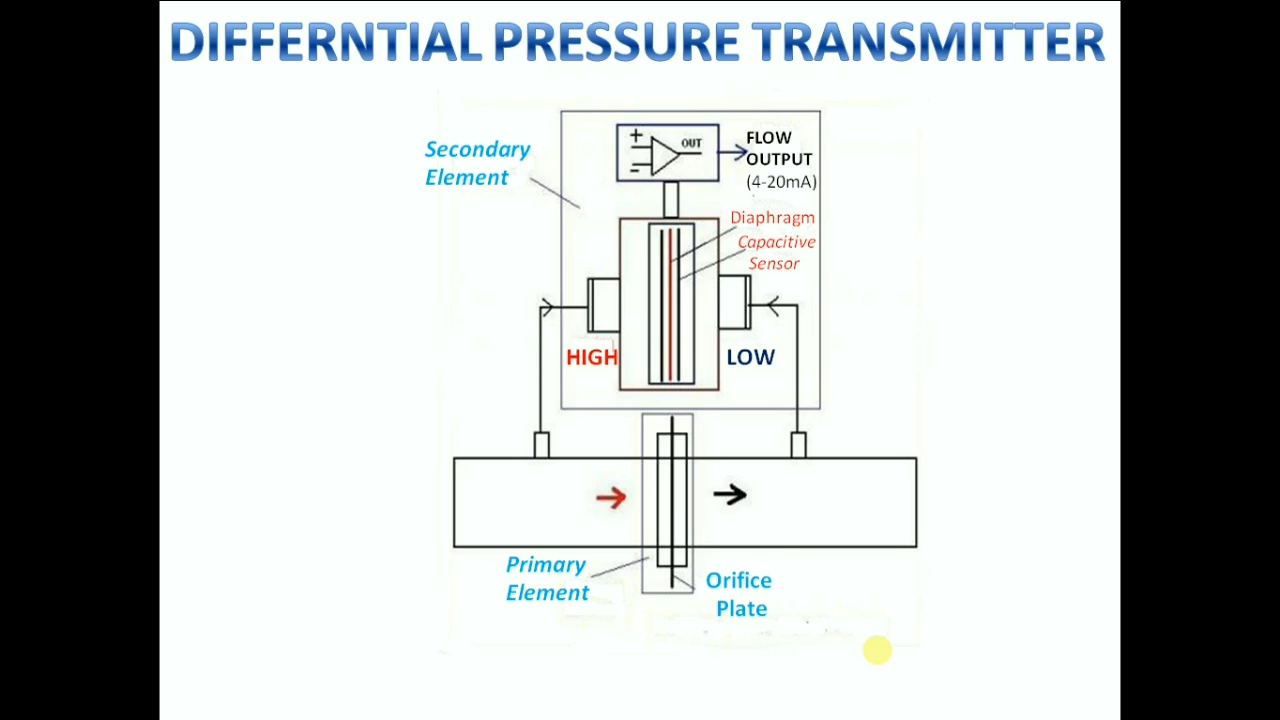 DIFFERNTIAL PRESSURE TRANSMITTER
Secondary
Element
+
-
OUT
FLOW
OUTPUT
(4-20mA)
Diaphragm
Capacitive
Sensor
HIGH
LOW
Primary
Element
Orifice
Plate